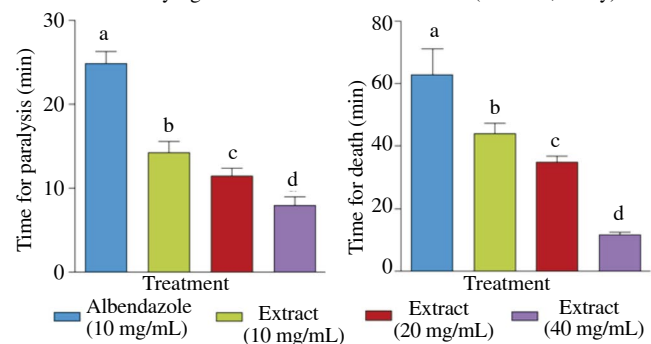 30
20
10
0
Time for paralysis (min)
a
b
c
d
Treatment
80
60
40
20
0
Time for death (min)
a
b
c
d
Treatment
Albendazole
(10 mg/mL)
Extract
(10 mg/mL)
Extract
(20 mg/mL)
Extract
(40 mg/mL)